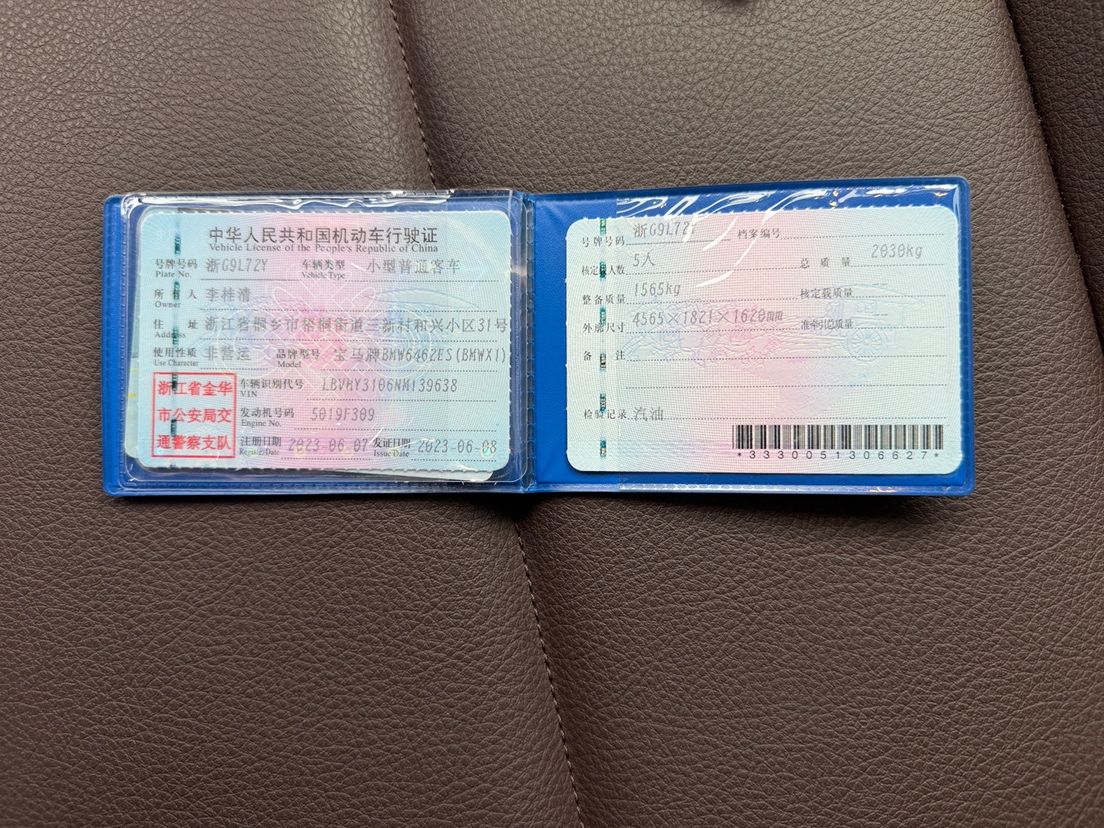 中华人民共和国机动车行驶证
Vehicle License of the People's Republic of China
号牌号码 浙G9L72Y 车辆类型 小型普通客车
Plate No. Vehicle Type
所有人 李桂清
Owner
住址 浙江省桐乡市梧桐街道三新村和兴小区31号
Address
使用性质 非营运 品牌型号 宝马牌BMW6462ES(BMWX1)
Use Character Model
浙江省金华
市公安局交
通警察支队
车辆识别代号 LBVHY3106NM139638
VIN
发动机号码 5019F309
Engine No.
注册日期 2023-06-07 发证日期 2023-06-08
Register Date Issue Date
号牌号码 浙G9L72 档案编号
核定载人数 5人 总质量 2030kg
整备质量 1565kg 核定载质量
外廓尺寸 4565×1821×1620mm 准牵引总质量
备注
检验记录 汽油
*3330051306627*